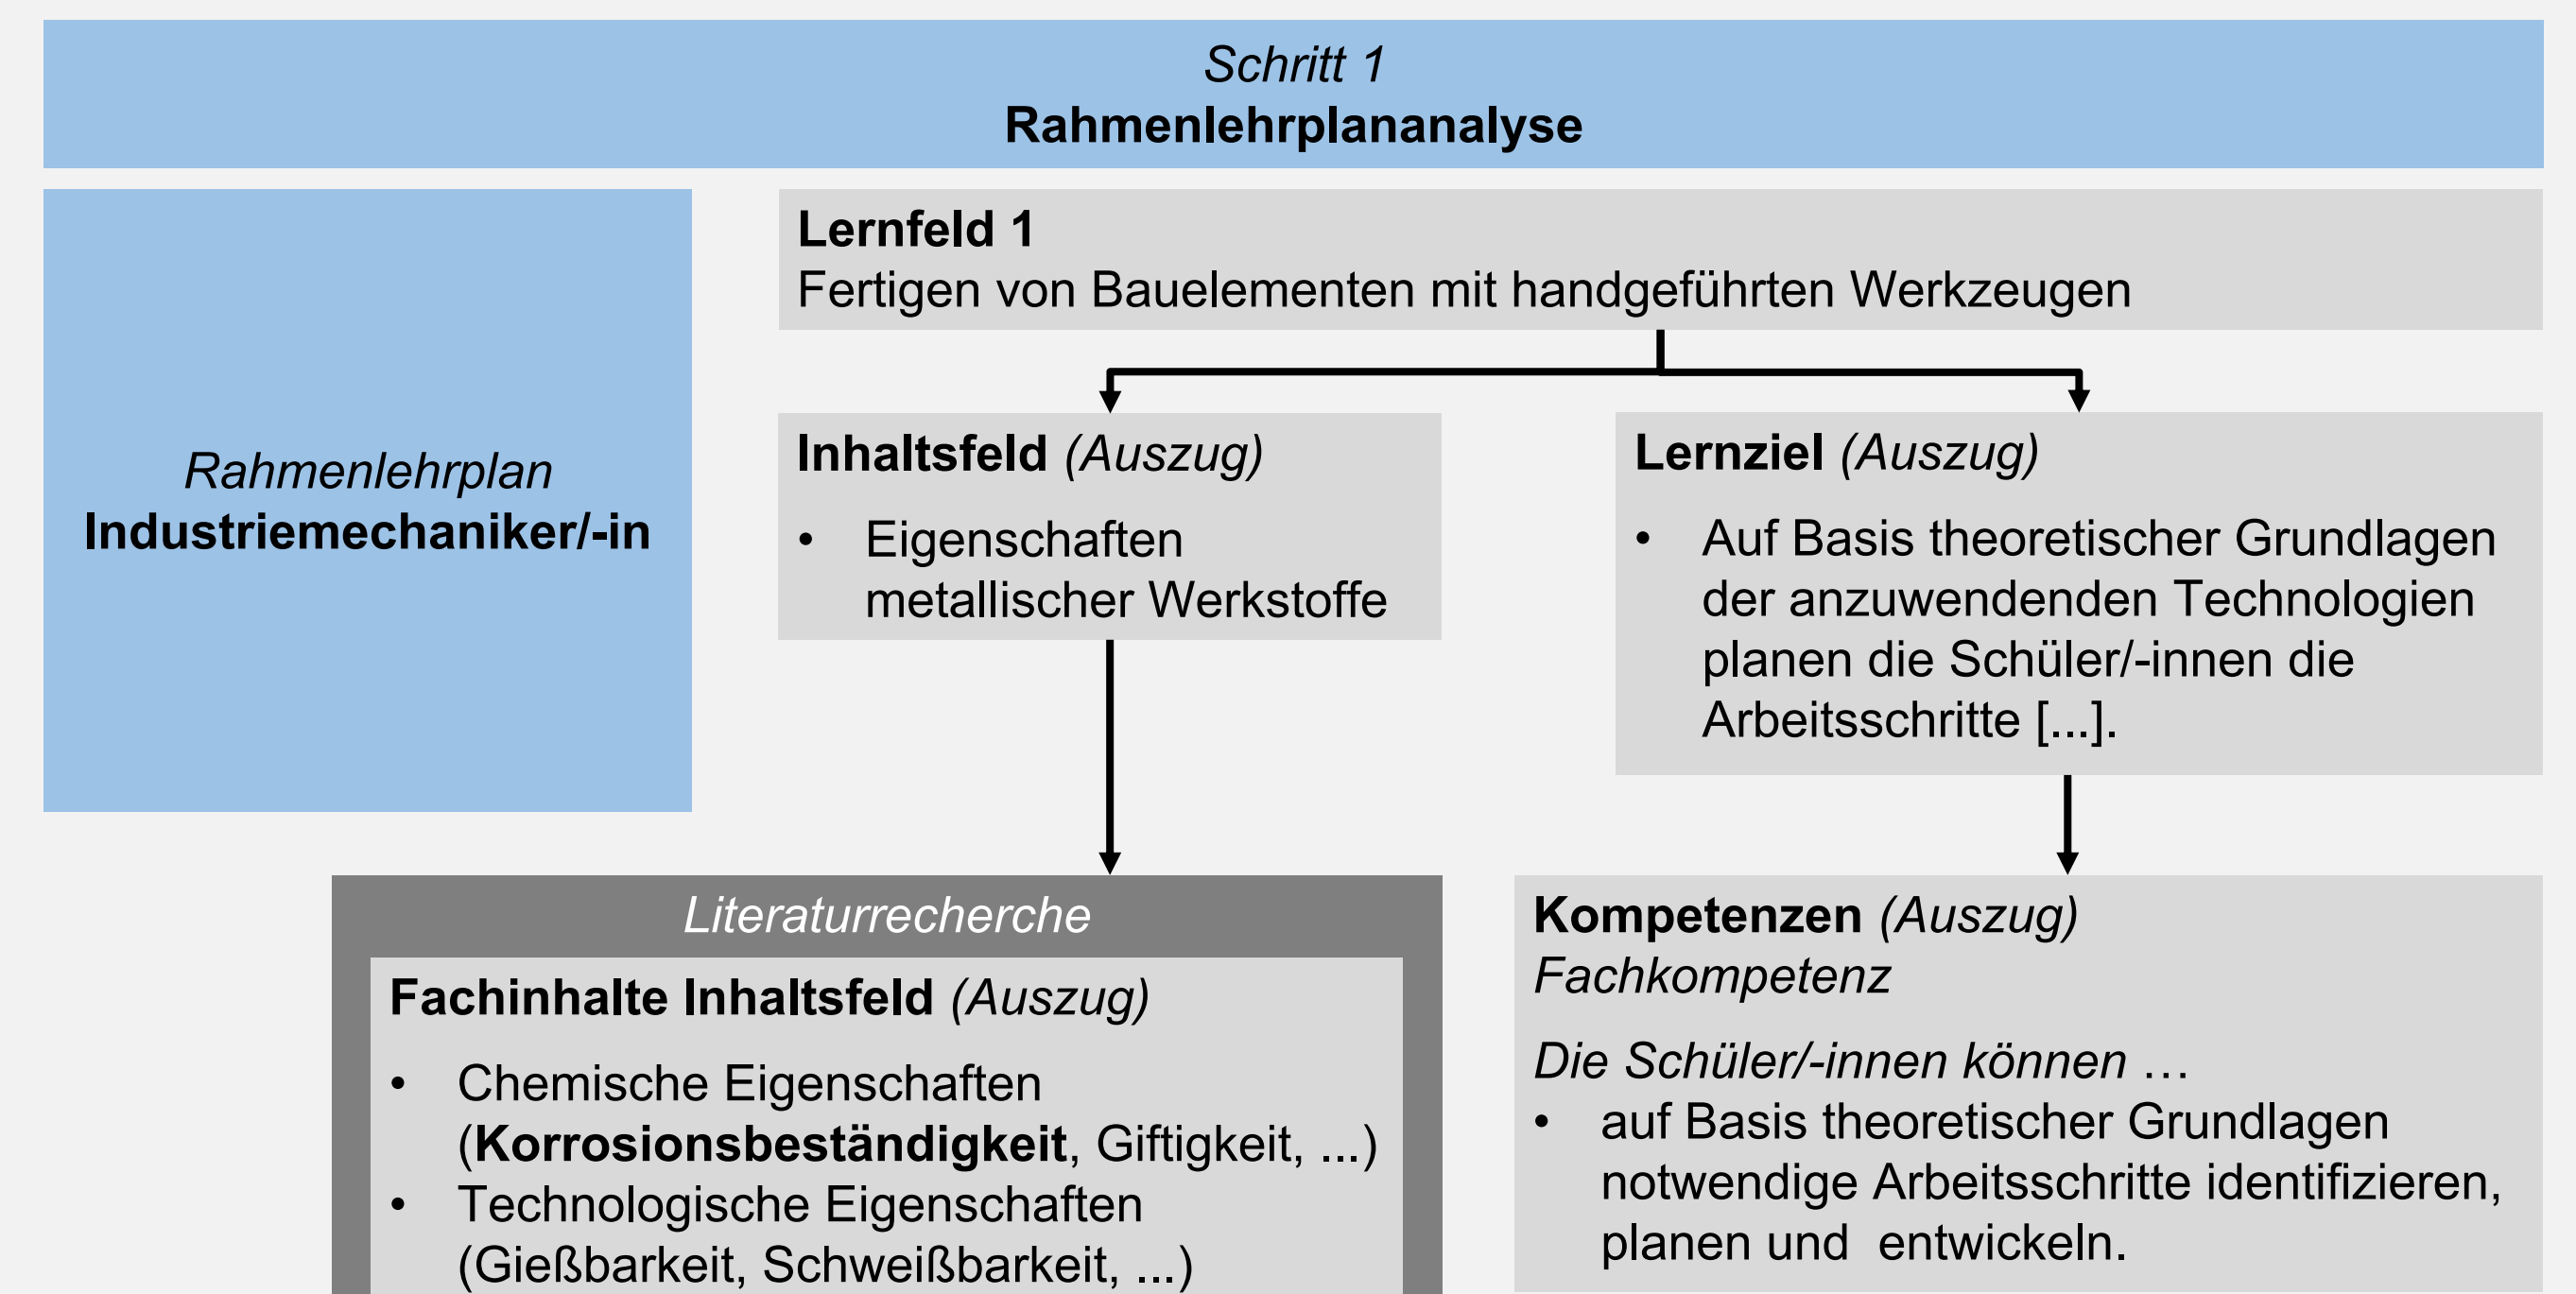 Schritt 1
Rahmenlehrplananalyse
Rahmenlehrplan
Industriemechaniker/-in
Lernfeld 1
Fertigen von Bauelementen mit handgeführten Werkzeugen
Inhaltsfeld (Auszug)
• Eigenschaften
metallischer Werkstoffe
Lernziel (Auszug)
• Auf Basis theoretischer Grundlagen
der anzuwendenden Technologien
planen die Schüler/-innen die
Arbeitsschritte [...].
Literaturrecherche
Fachinhalte Inhaltsfeld (Auszug)
• Chemische Eigenschaften
(Korrosionsbeständigkeit, Giftigkeit, ...)
• Technologische Eigenschaften
(Gießbarkeit, Schweißbarkeit, ...)
Kompetenzen (Auszug)
Fachkompetenz
Die Schüler/-innen können …
• auf Basis theoretischer Grundlagen
notwendige Arbeitsschritte identifizieren,
planen und  entwickeln.